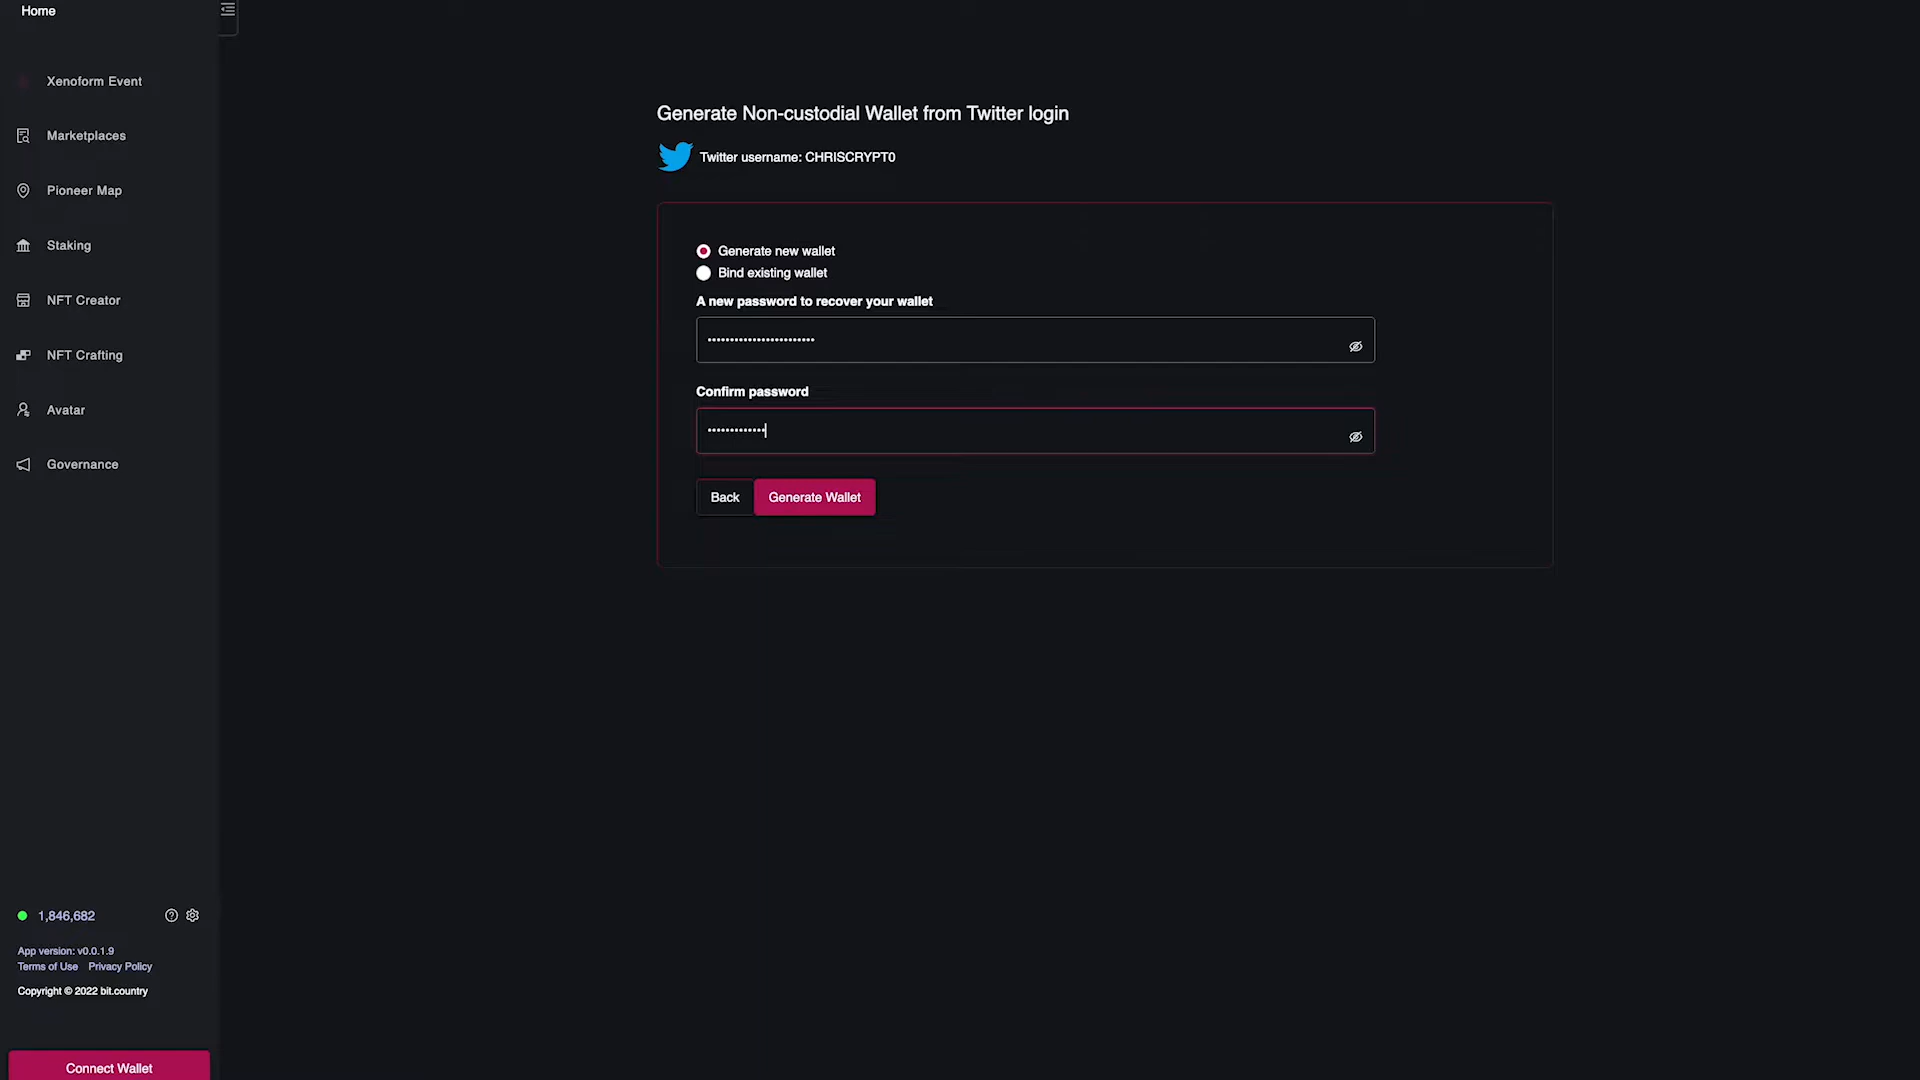 Home
Xenoform Event
Marketplaces
Pioneer Map
Staking
NFT Creator
NFT Crafting
Avatar
Governance
1,846,682
App version: v0.0.1.9
Terms of Use Privacy Policy
Copyright © 2022 bit.country
Connect Wallet
Generate Non-custodial Wallet from Twitter login
Twitter username: CHRISCRYPT0
Generate new wallet
Bind existing wallet
A new password to recover your wallet
Confirm password
Back Generate Wallet